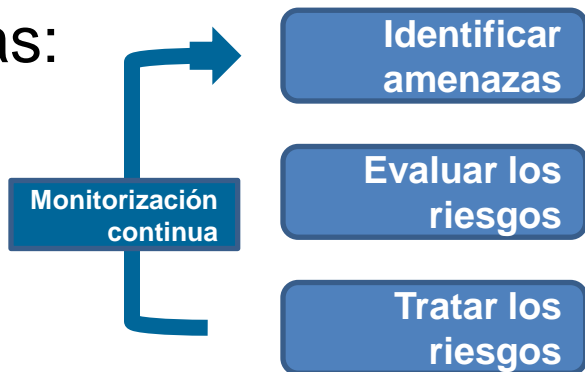 as:
Identificar
amenazas
Monitorización
continua
Evaluar los
riesgos
Tratar los
riesgos